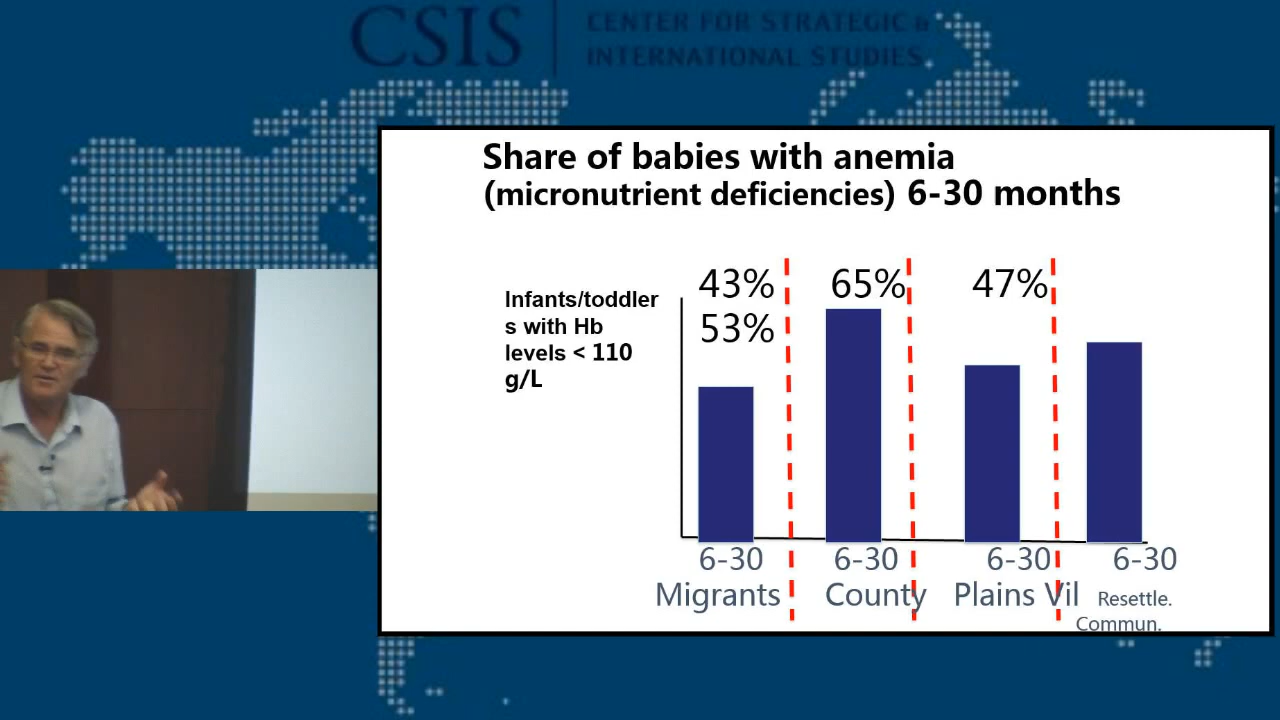 CSIS
CENTER FOR STRATEGIC &
INTERNATIONAL STUDIES
Share of babies with anemia
(micronutrient deficiencies) 6-30 months
Infants/toddler
s with Hb
levels < 110
g/L
43% 65% 47%
53%
6-30 6-30 6-30 6-30
Migrants County Plains Vil Resettle.
Commun.